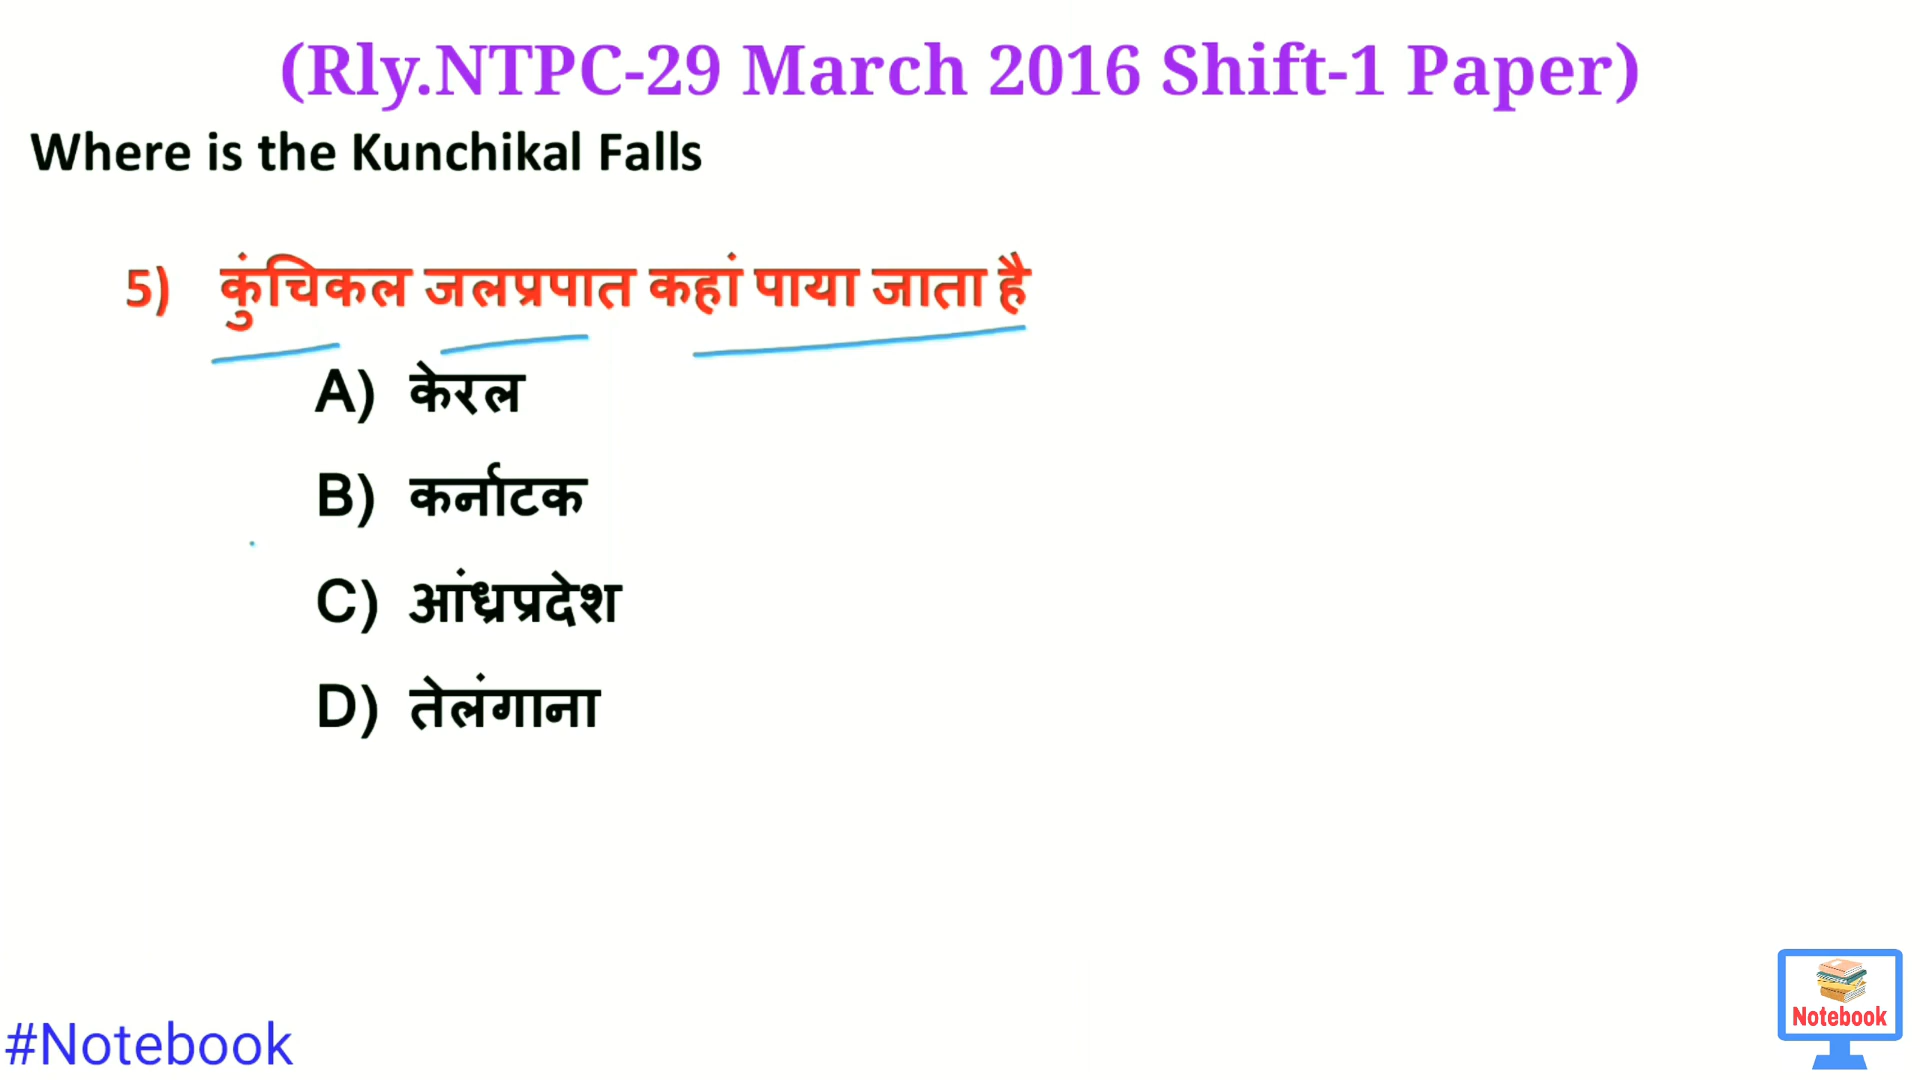 (Rly.NTPC-29 March 2016 Shift-1 Paper)
Where is the Kunchikal Falls
5) कुंचिकल जलप्रपात कहां पाया जाता है
A) केरल
B) कर्नाटक
C) आंध्रप्रदेश
D) तेलंगाना
Notebook
#Notebook